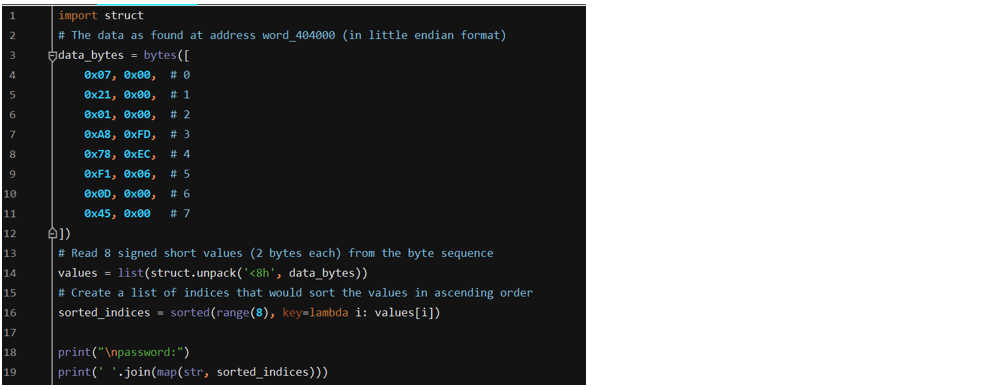 1 import struct
2 # The data as found at address word_404000 (in little endian format)
3 data_bytes = bytes([
4     0x07, 0x00,  # 0
5     0x21, 0x00,  # 1
6     0x01, 0x00,  # 2
7     0xA8, 0xFD,  # 3
8     0x78, 0xEC,  # 4
9     0xF1, 0x06,  # 5
10     0x0D, 0x00,  # 6
11     0x45, 0x00   # 7
12 ])
13 # Read 8 signed short values (2 bytes each) from the byte sequence
14 values = list(struct.unpack('<8h', data_bytes))
15 # Create a list of indices that would sort the values in ascending order
16 sorted_indices = sorted(range(8), key=lambda i: values[i])
17
18 print("\npassword:")
19 print(' '.join(map(str, sorted_indices)))